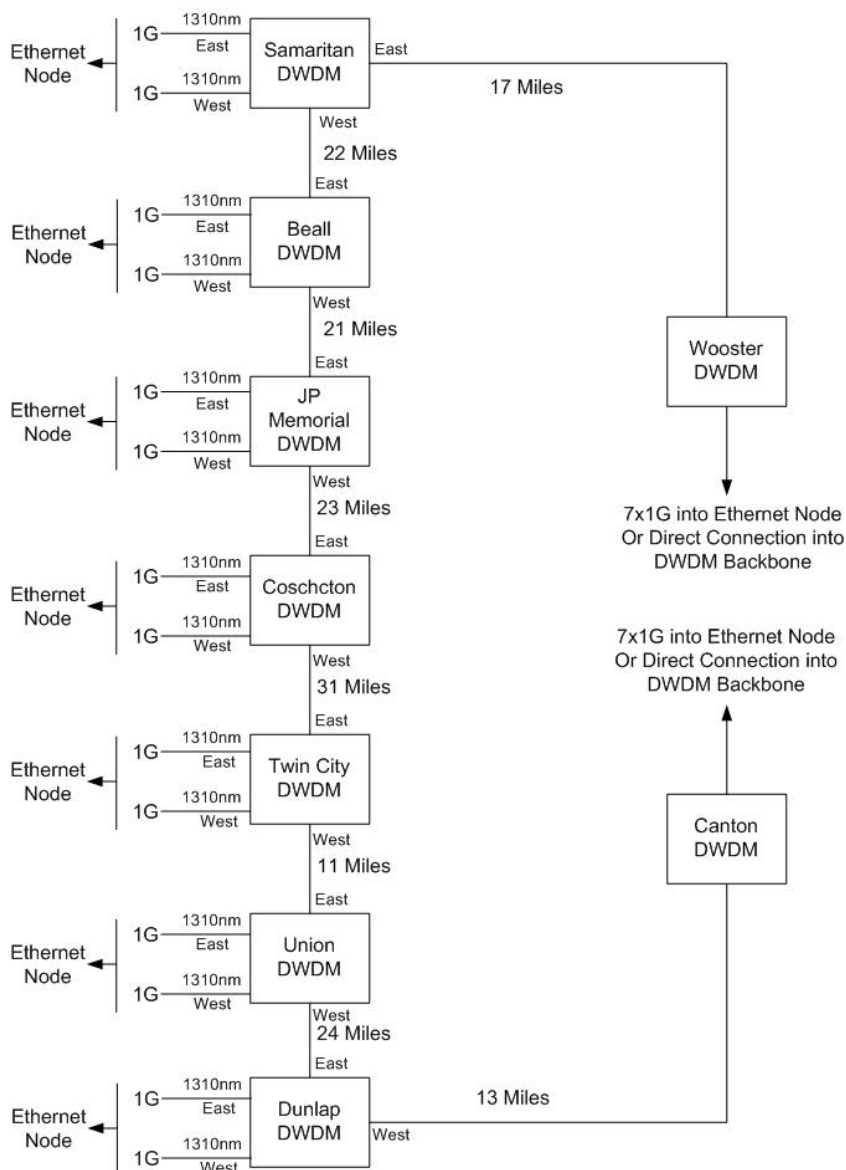 Ethernet
Node
1G
1310nm
East
1G
1310nm
West
Samaritan
DWDM
East
17 Miles
West
22 Miles
East
Ethernet
Node
1G
1310nm
East
1G
1310nm
West
Beall
DWDM
West
21 Miles
East
Ethernet
Node
1G
1310nm
East
1G
1310nm
West
JP
Memorial
DWDM
West
23 Miles
East
Ethernet
Node
1G
1310nm
East
1G
1310nm
West
Coschcton
DWDM
West
31 Miles
East
Ethernet
Node
1G
1310nm
East
1G
1310nm
West
Twin City
DWDM
West
11 Miles
East
Ethernet
Node
1G
1310nm
East
1G
1310nm
West
Union
DWDM
West
24 Miles
East
Ethernet
Node
1G
1310nm
East
1G
1310nm
West
Dunlap
DWDM
West
13 Miles
Wooster
DWDM
7x1G into Ethernet Node
Or Direct Connection into
DWDM Backbone
7x1G into Ethernet Node
Or Direct Connection into
DWDM Backbone
Canton
DWDM